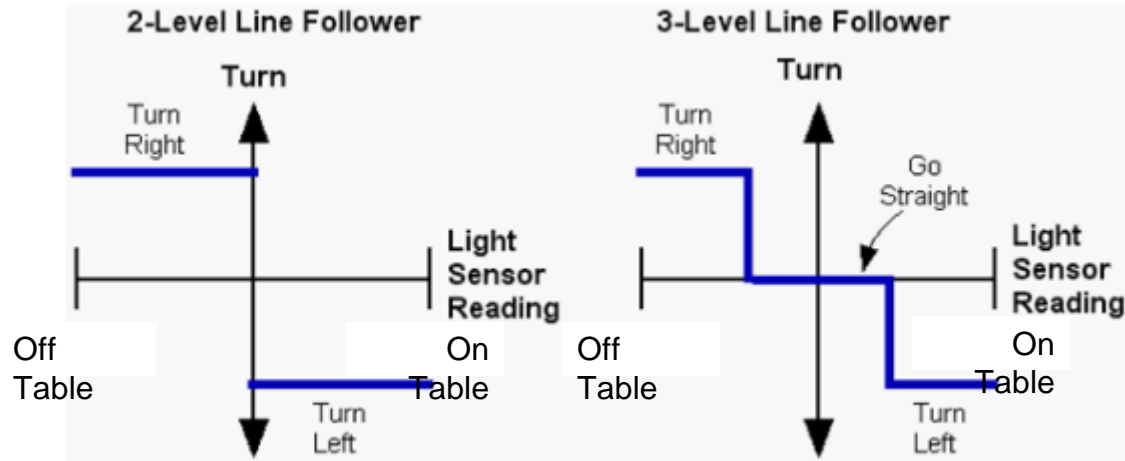 2-Level Line Follower
Turn
Turn
Right
Light
Sensor
Reading
Off
Table
On
Table
Turn
Left
3-Level Line Follower
Turn
Turn
Right
Go
Straight
Light
Sensor
Reading
Off
Table
On
Table
Turn
Left